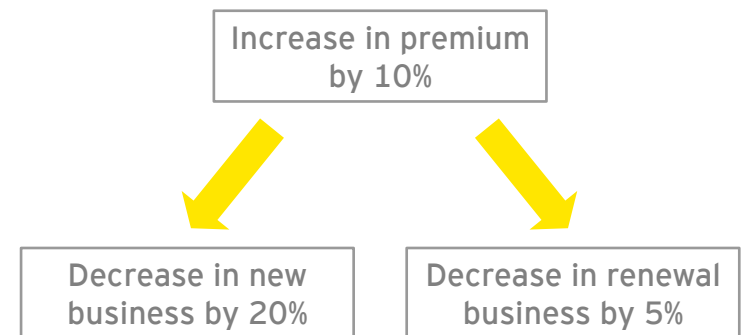 Increase in premium
by 10%
Decrease in new
business by 20%
Decrease in renewal
business by 5%